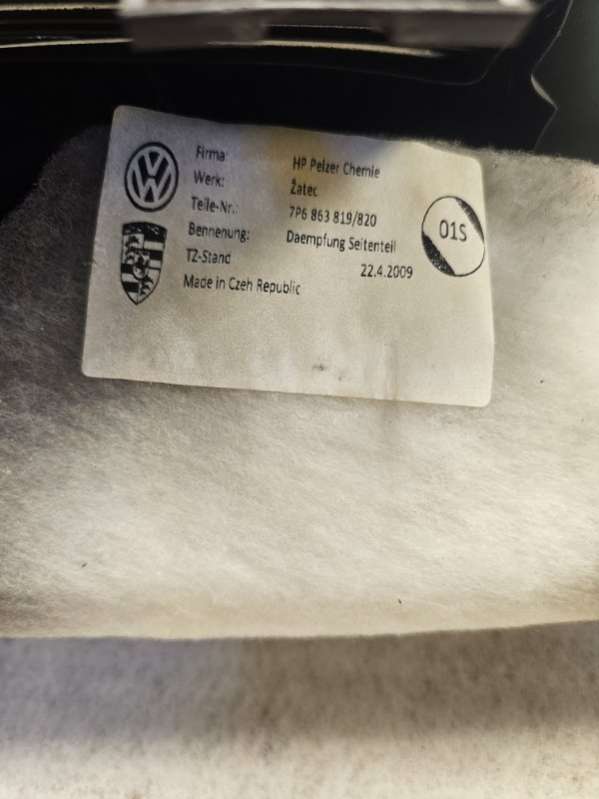 Firma: HP Pelzer Chemie
Werk: Žatec
Teile-Nr.: 7P6 863 819/820
Bennenung: Daempfung Seitenteil
TZ-Stand 22.4.2009
Made in Czeh Republic
01S